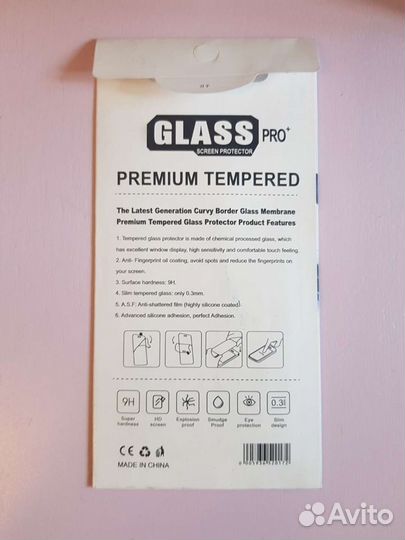 GLASS PRO+
SCREEN PROTECTOR
PREMIUM TEMPERED
The Latest Generation Curvy Border Glass Membrane
Premium Tempered Glass Protector Product Features
1. Tempered glass protector is made of chemical processed glass, which
has excellent window display, high sensitivity and comfortable touch feeling.
2. Anti- Fingerprint oil coating, avoid spots and reduce the fingerprints on
your screen.
3. Surface hardness: 9H.
4. Slim tempered glass: only 0.3mm.
5. A.S.F: Anti-shattered film (highly silicone coated).
6. Advanced silicone adhesion, perfect Adhesion.
9H
0.3
Super hardness
HD screen
Explosion proof
Smudge Proof
Eye protection
Slim design
CE
MADE IN CHINA
Avito